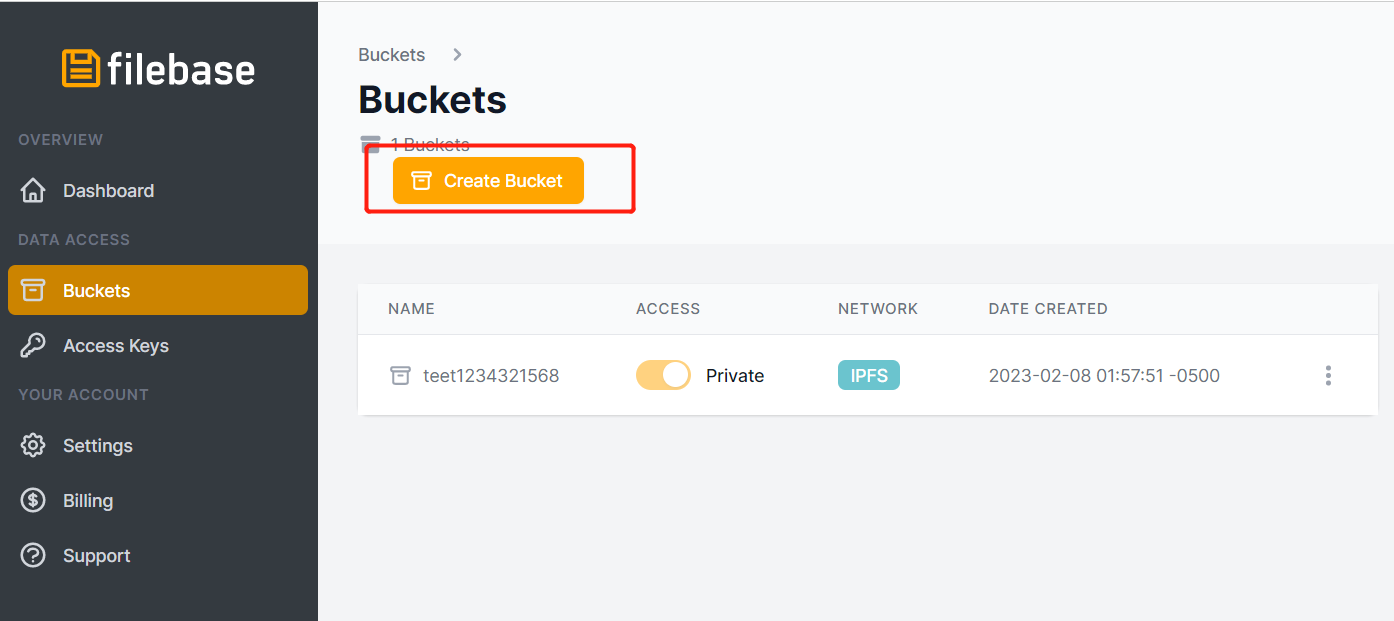 filebase
OVERVIEW
Dashboard
DATA ACCESS
Buckets
Access Keys
YOUR ACCOUNT
Settings
Billing
Support
Buckets
Buckets
1 Buckets
Create Bucket
NAME ACCESS NETWORK DATE CREATED
teet1234321568 Private IPFS 2023-02-08 01:57:51 -0500